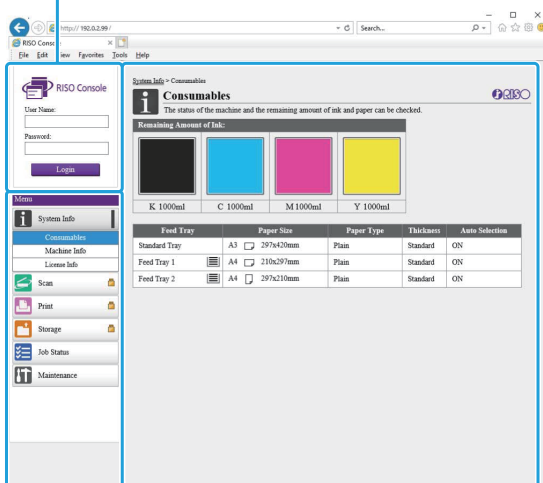 http://192.0.2.99/
Search...
RISO Console
File Edit View Favorites Tools Help
RISO Console
User Name:
Password:
Login
Menu
System Info
Consumables
Machine Info
License Info
Scan
Print
Storage
Job Status
Maintenance
System Info > Consumables
Consumables
RISO
The status of the machine and the remaining amount of ink and paper can be checked.
Remaining Amount of Ink:
K 1000ml C 1000ml M 1000ml Y 1000ml
Feed Tray Paper Size Paper Type Thickness Auto Selection
Standard Tray A3 297x420mm Plain Standard ON
Feed Tray 1 A4 210x297mm Plain Standard ON
Feed Tray 2 A4 297x210mm Plain Standard ON